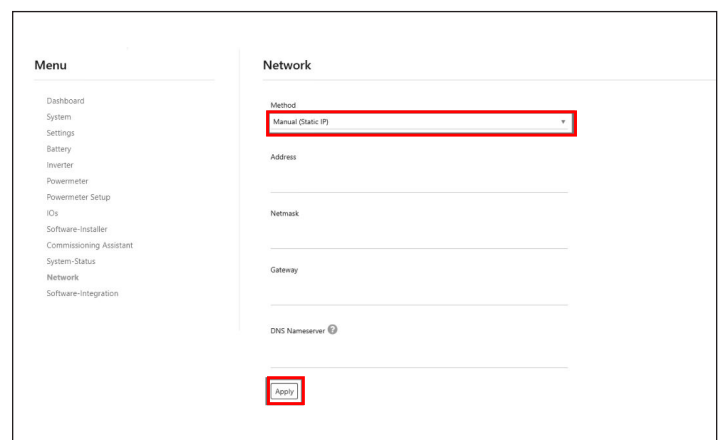 Menu
Dashboard
System
Settings
Battery
Inverter
Powermeter
Powermeter Setup
IOs
Software-Installer
Commissioning Assistant
System-Status
Network
Software-Integration
Network
Method
Manual (Static IP)
Address
Netmask
Gateway
DNS Nameserver ?
Apply